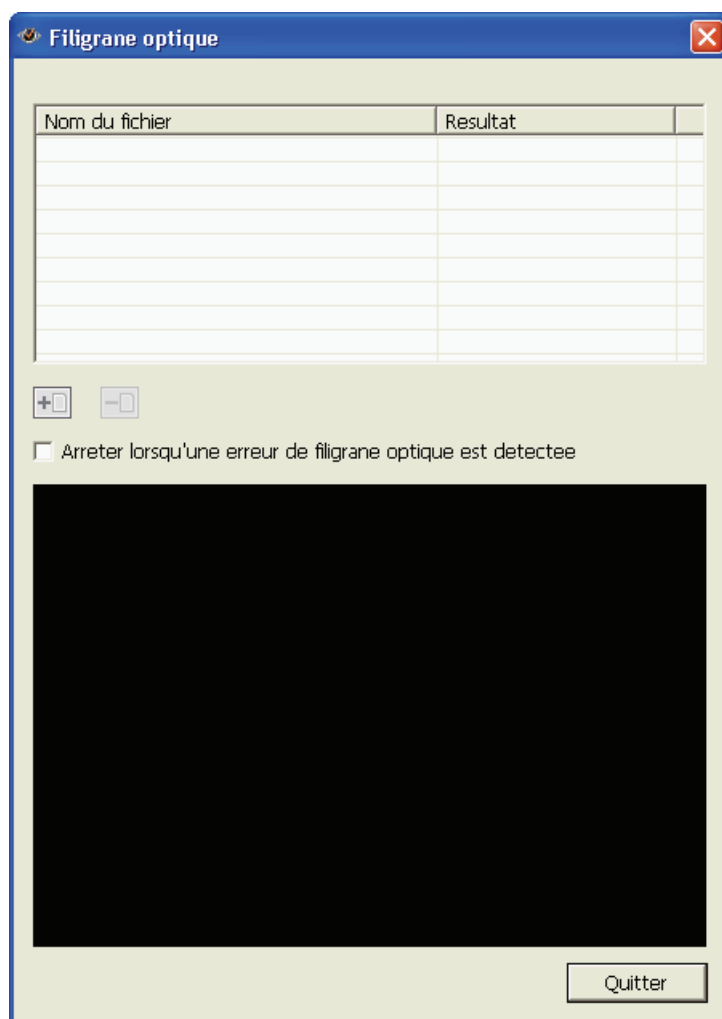 Filigrane optique
Nom du fichier Resultat
Arreter lorsqu'une erreur de filigrane optique est detectee
Quitter